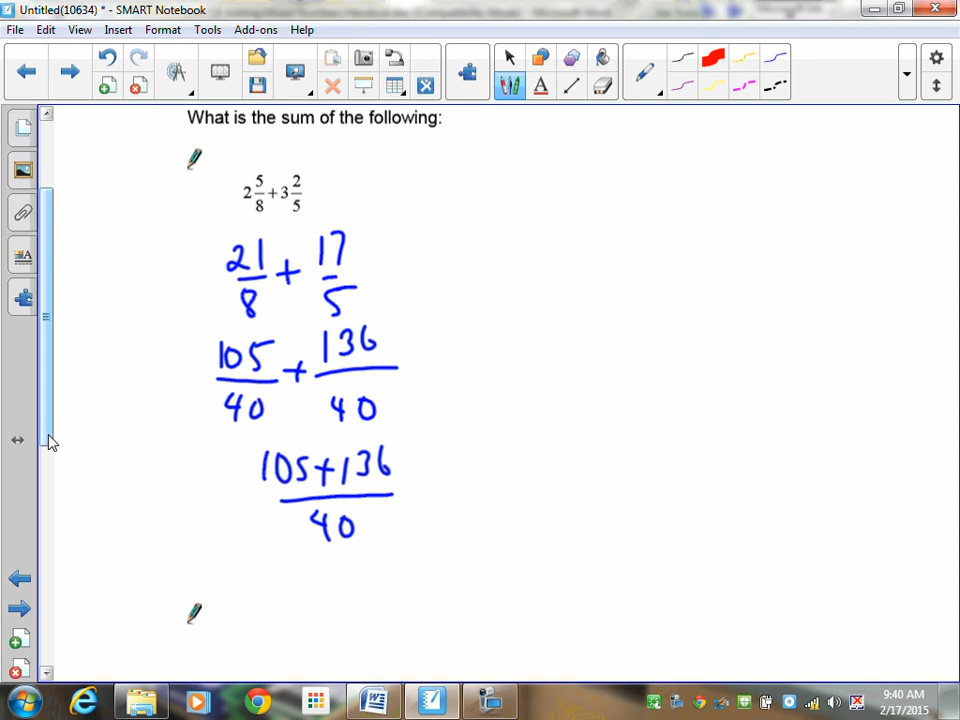 Untitled(10634) * - SMART Notebook
File Edit View Insert Format Tools Add-ons Help
What is the sum of the following:
2 5/8 + 3 2/5
21/8 + 17/5
105/40 + 136/40
105+136/40
9:40 AM
2/17/2015